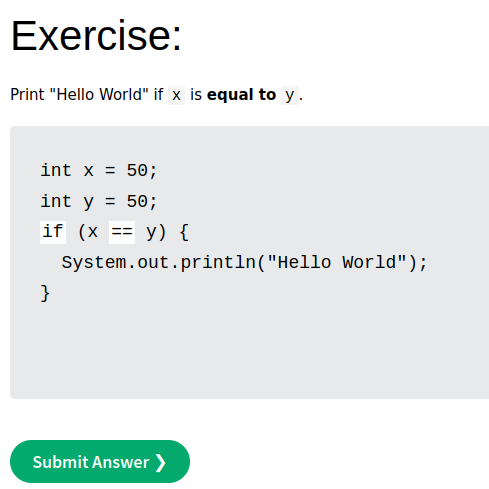 Exercise:
Print "Hello World" if x is equal to y.
int x = 50;
int y = 50;
if (x == y) {
  System.out.println("Hello World");
}
Submit Answer ❯